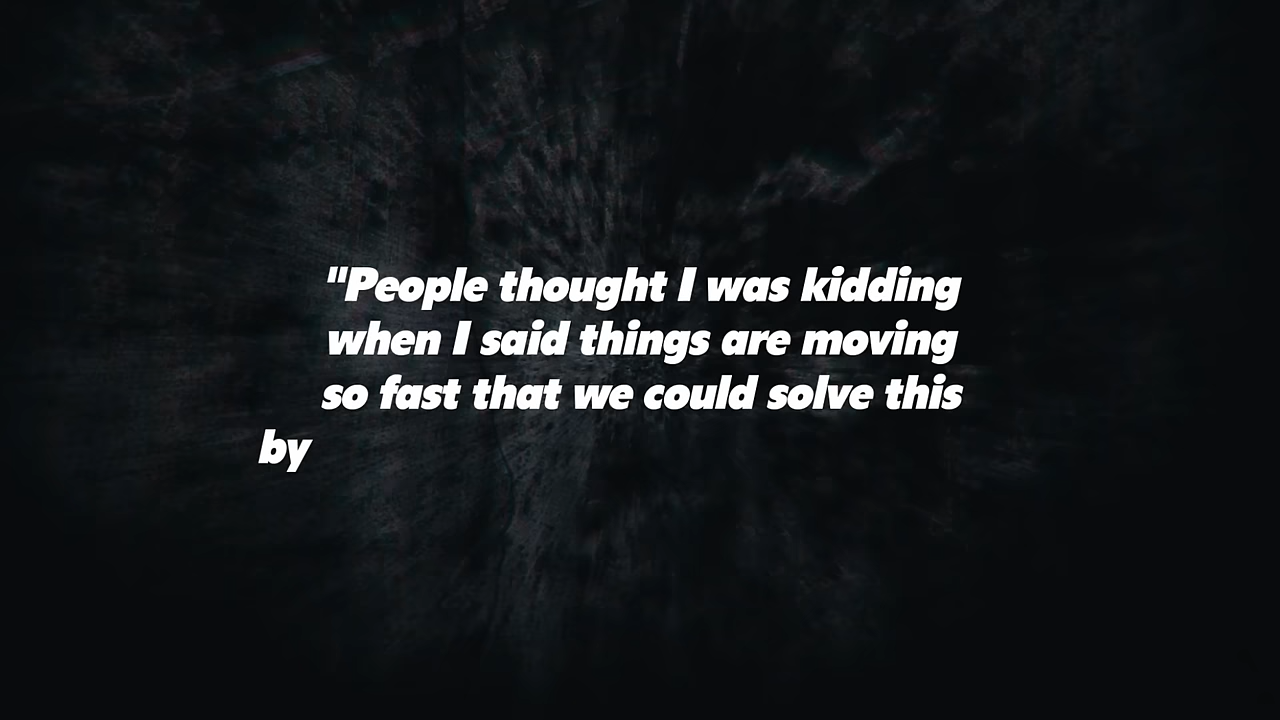 "People thought I was kidding
when I said things are moving
so fast that we could solve this
by